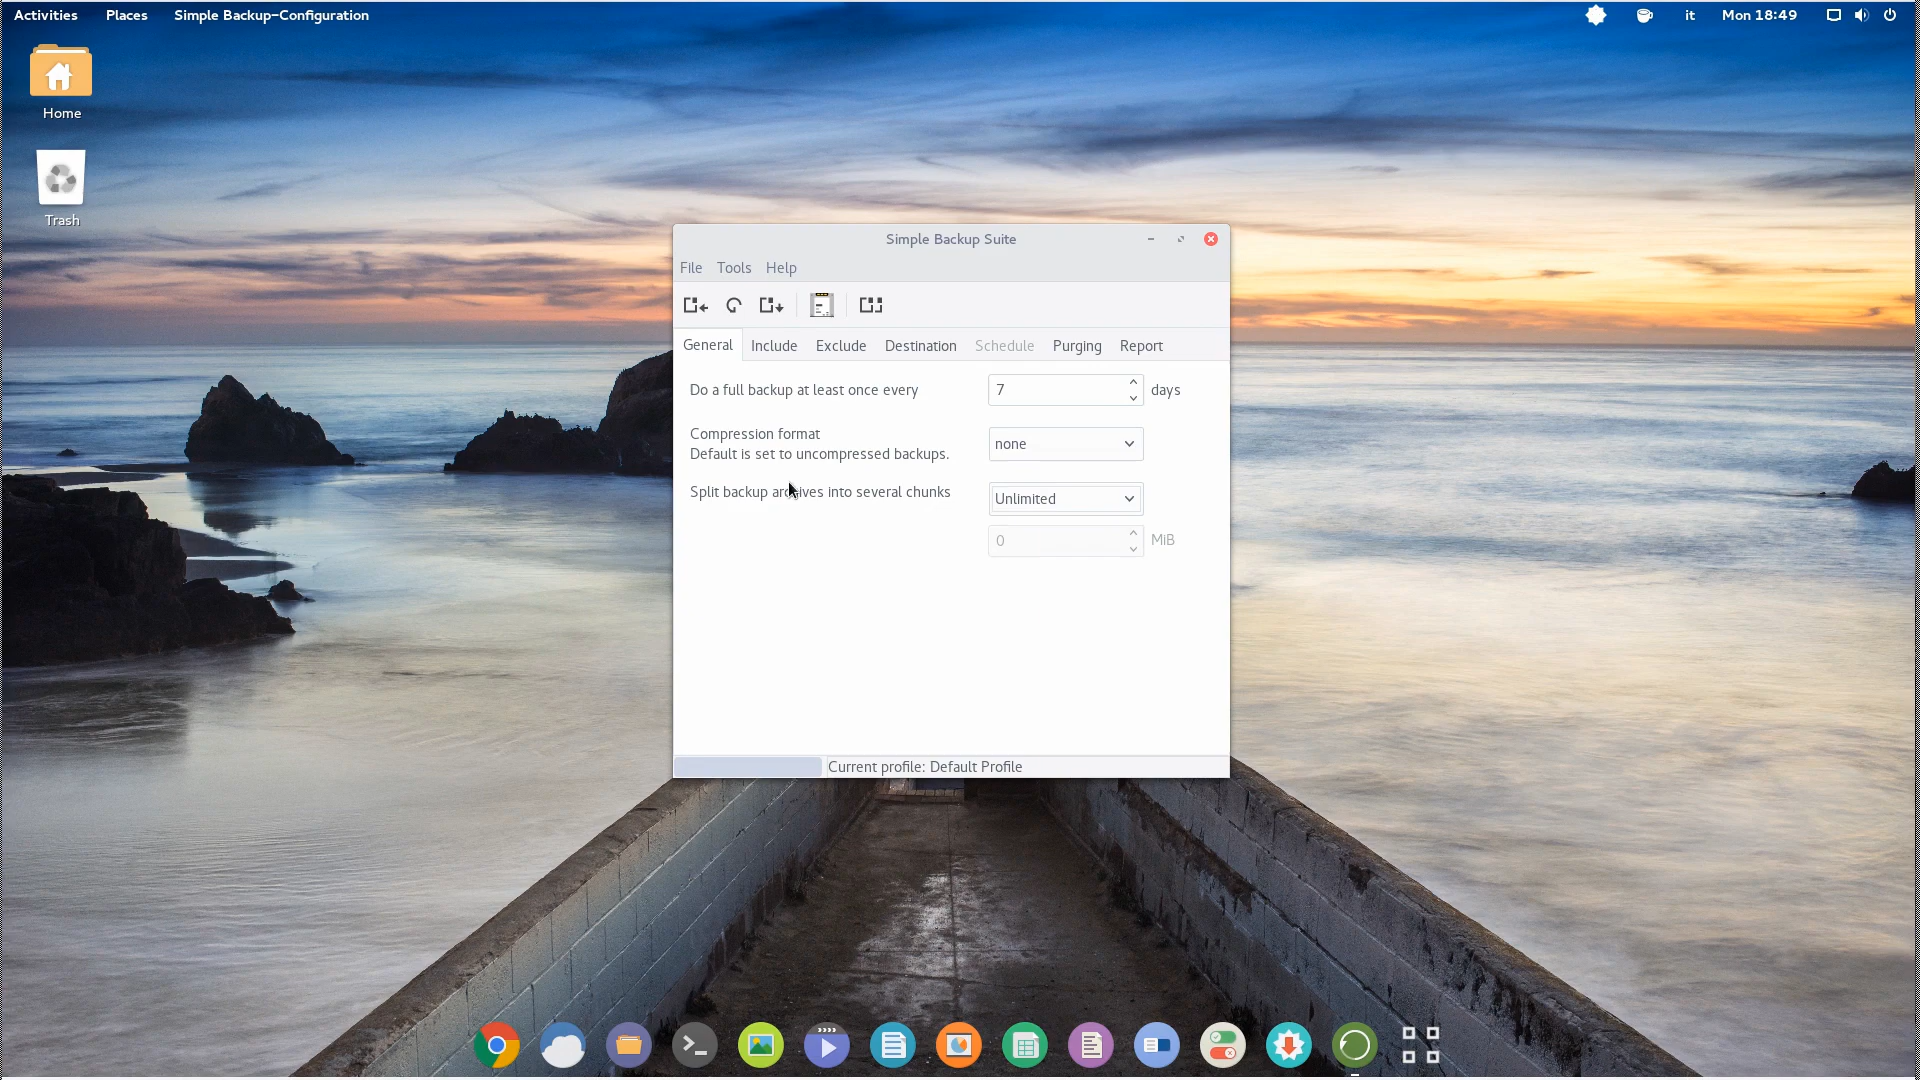 Activities Places Simple Backup-Configuration it Mon 18:49
Home
Trash
Simple Backup Suite
File Tools Help
General Include Exclude Destination Schedule Purging Report
Do a full backup at least once every 7 days
Compression format
Default is set to uncompressed backups. none
Split backup archives into several chunks Unlimited
0 MiB
Current profile: Default Profile